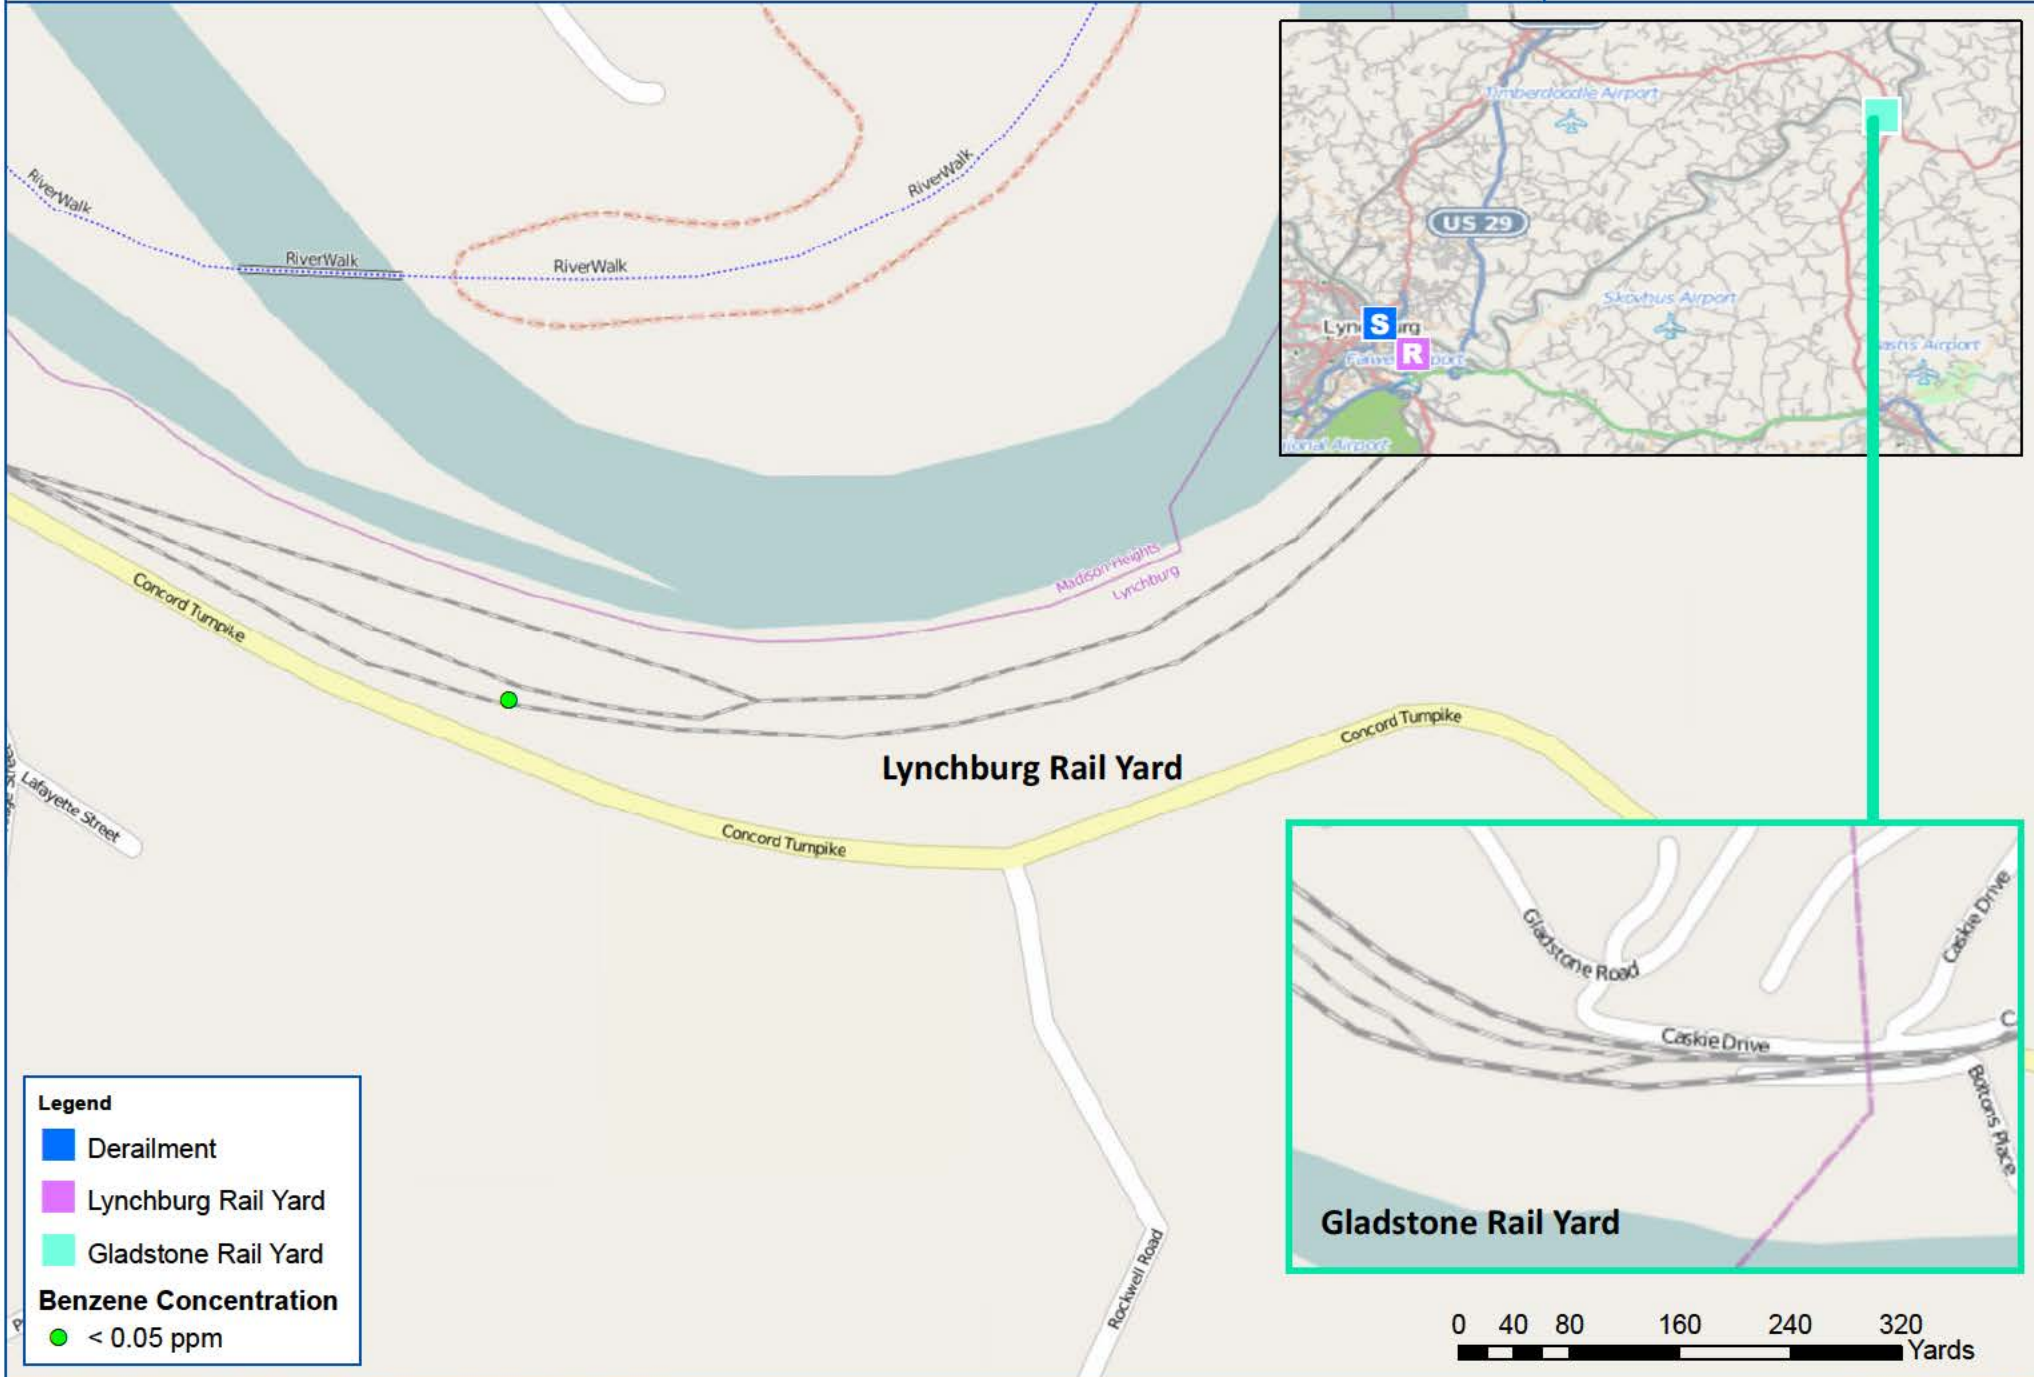 RiverWalk
RiverWalk
RiverWalk
RiverWalk
Timberdoodle Airport
US 29
Skovhus Airport
S
R
Madison Heights
Lynchburg
Concord Turnpike
Concord Turnpike
Concord Turnpike
Lynchburg Rail Yard
Lafayette Street
Rockwell Road
Gladstone Road
Caskie Drive
Caskie Drive
C
Bottons Place
Gladstone Rail Yard
Legend
Derailment
Lynchburg Rail Yard
Gladstone Rail Yard
Benzene Concentration
< 0.05 ppm
0 40 80 160 240 320
Yards